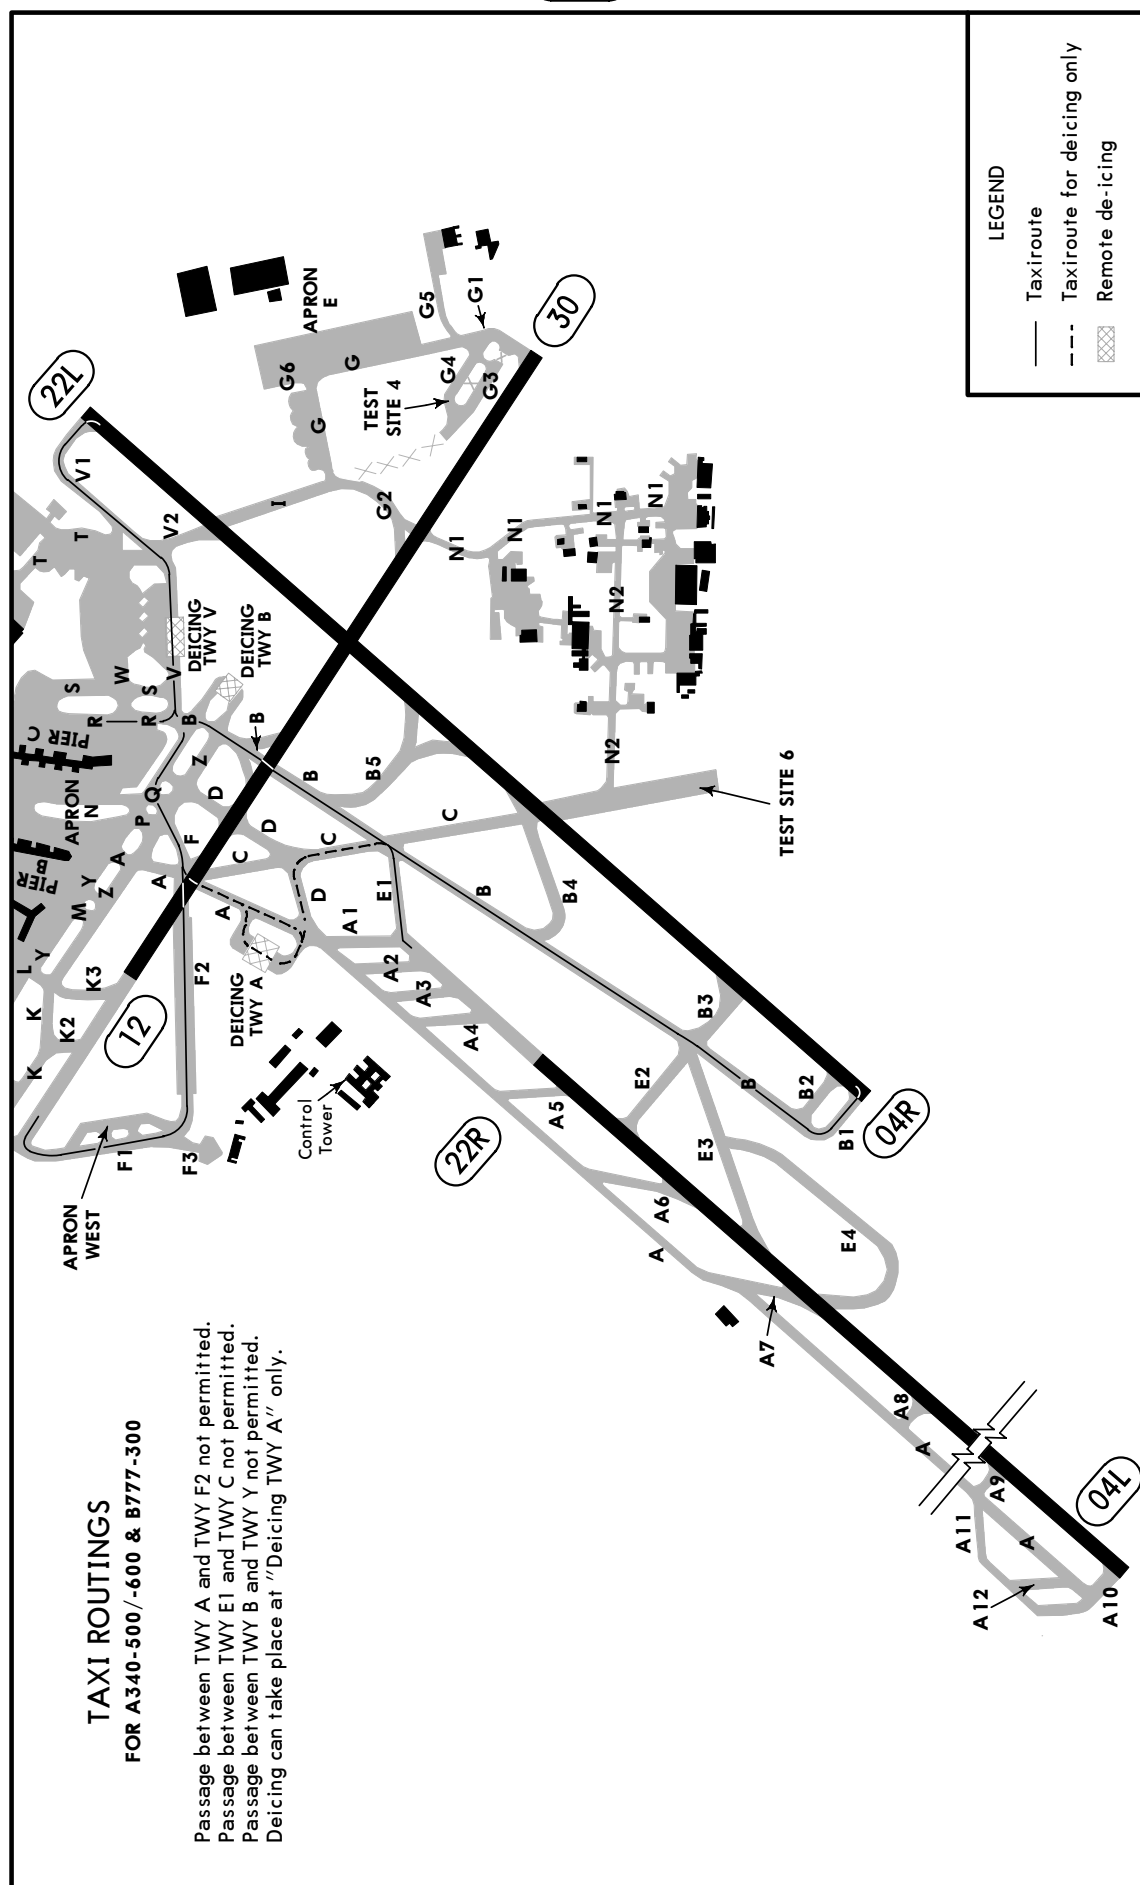 TAXI ROUTINGS
FOR A340-500/-600 & B777-300
Passage between TWY A and TWY F2 not permitted.
Passage between TWY E1 and TWY C not permitted.
Passage between TWY B and TWY Y not permitted.
Deicing can take place at "Deicing TWY A" only.
LEGEND
Taxiroute
Taxiroute for deicing only
Remote de-icing
APRON
WEST
F1
F3
F2
K
K
K
K2
K3
L
Y
M
Y
Z
A
A
PIER
B
APRON
N
PIER C
P
Q
F
R
R
S
S
W
V
B
Z
D
D
C
T
T
V1
V2
22L
I
DEICING
TWY V
DEICING
TWY B
B
12
DEICING
TWY A
A
Control
Tower
D
C
A1
E1
A2
A3
A4
B
B5
C
B
B4
APRON
E
G6
G
G
G5
G1
G4
G3
TEST
SITE 4
G2
30
N1
N1
N1
N1
N2
N2
TEST SITE 6
22R
A5
E2
B3
B
B2
B1
04R
E3
E4
A6
A
A7
A8
A
A9
A11
A
A12
A10
04L